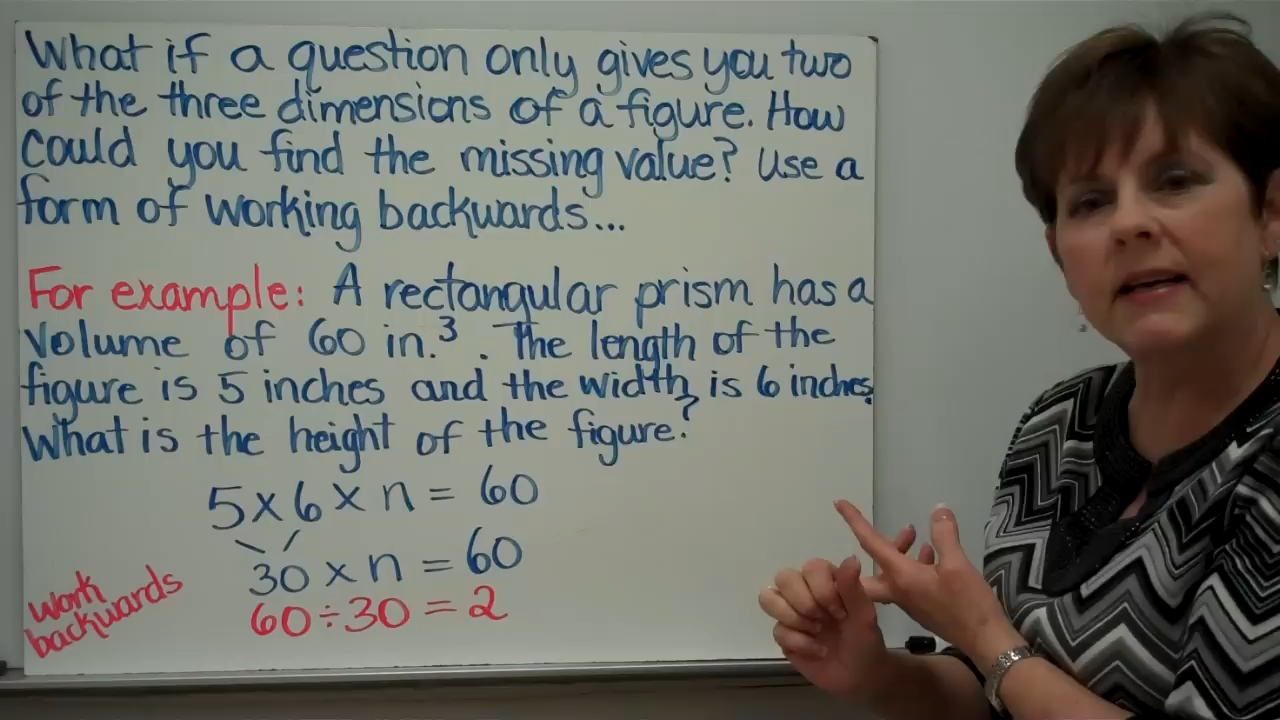 What if a question only gives you two
of the three dimensions of a figure. How
could you find the missing value? Use a
form of working backwards...
For example: A rectangular prism has a
volume of 60 in.³. The length of the
figure is 5 inches and the width is 6 inches.
What is the height of the figure?
5 x 6 x n = 60
30 x n = 60
60 ÷ 30 = 2
work
backwards